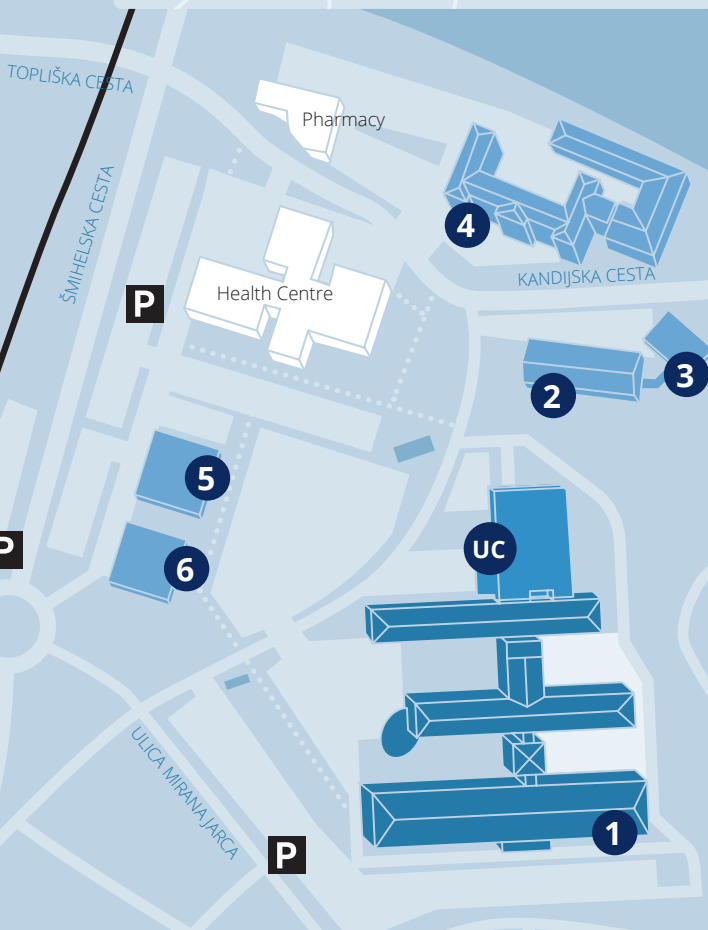 TOPLIŠKA CESTA
Pharmacy
ŠMIHELSKA CESTA
4
KANDIJSKA CESTA
Health Centre
P
3
2
5
UC
P
6
ULICA MIRANA JARCA
1
P